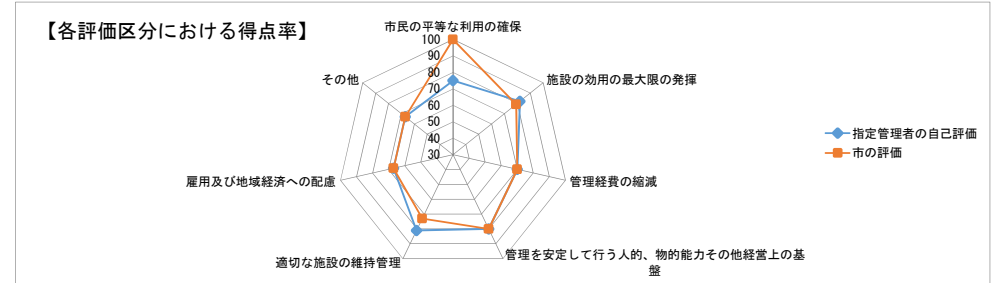 【各評価区分における得点率】
市民の平等な利用の確保
100
90
80
70
60
50
40
30
施設の効用の最大限の発揮
管理経費の縮減
管理を安定して行う人的、物的能力その他経営上の基
盤
適切な施設の維持管理
雇用及び地域経済への配慮
その他
指定管理者の自己評価
市の評価